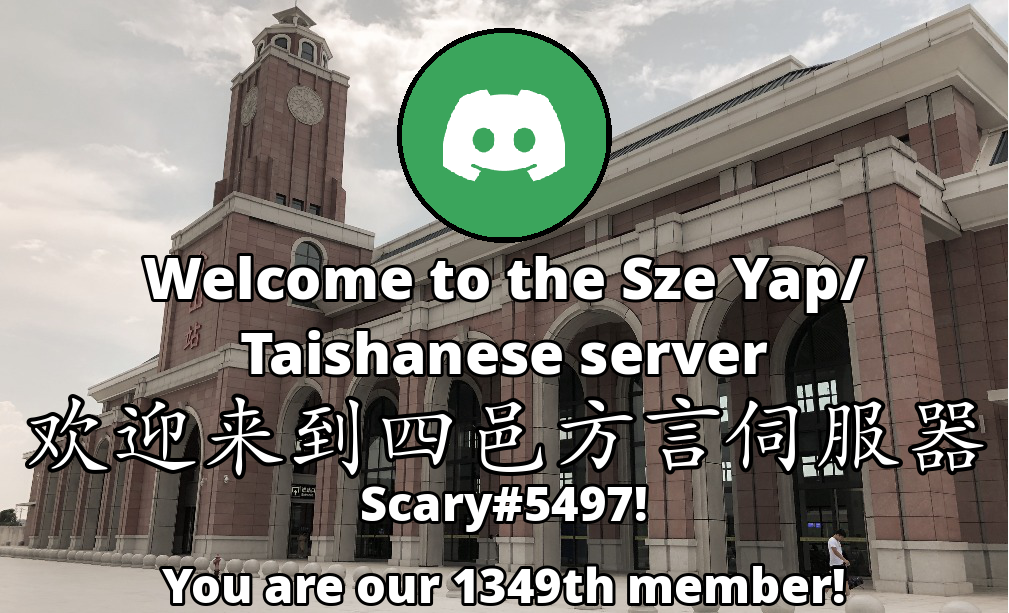 Welcome to the Sze Yap/
Taishanese server
欢迎来到四邑方言伺服器
Scary#5497!
You are our 1349th member!
站